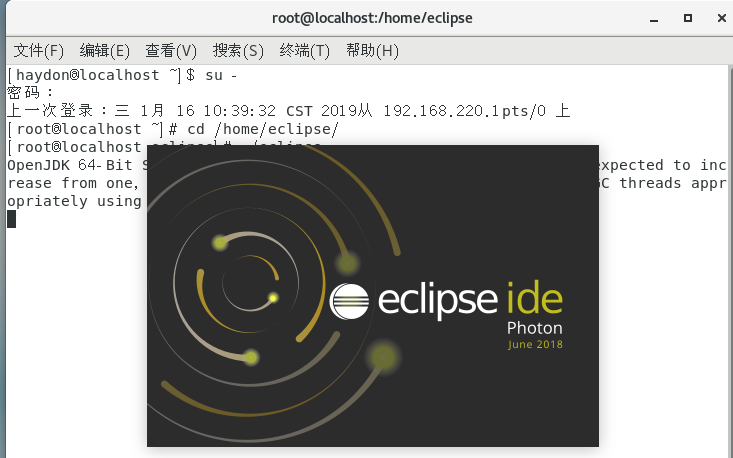 root@localhost:/home/eclipse
文件(F) 编辑(E) 查看(V) 搜索(S) 终端(T) 帮助(H)
[haydon@localhost ~]$ su -
密码：
上一次登录：三 1月 16 10:39:32 CST 2019从 192.168.220.1pts/0 上
[root@localhost ~]# cd /home/eclipse/
[root@localhost eclipse]# ./eclipse
OpenJDK 64-Bit S expected to inc
rease from one, GC threads appr
opriately using
eclipse ide
Photon
June 2018